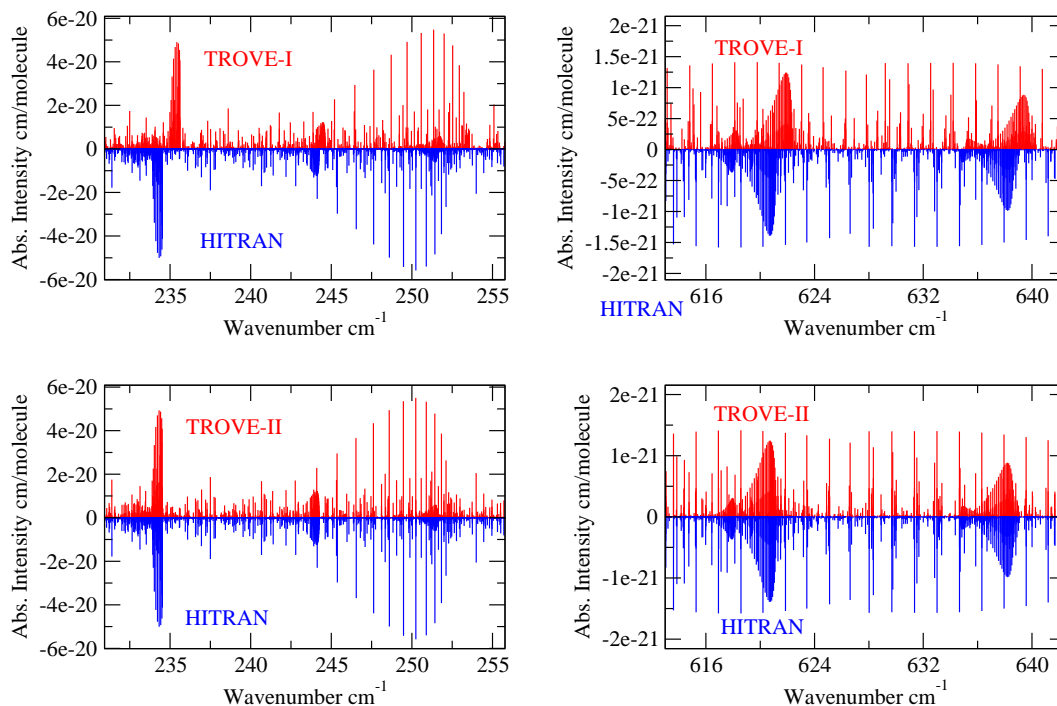 6e-20
4e-20
2e-20
0
-2e-20
-4e-20
-6e-20
Abs. Intensity cm/molecule
TROVE-I
HITRAN
235 240 245 250 255
Wavenumber cm-1
2e-21
1.5e-21
1e-21
5e-22
0
-5e-22
-1e-21
-1.5e-21
-2e-21
Abs. Intensity cm/molecule
TROVE-I
616 624 632 640
HITRAN
Wavenumber cm-1
6e-20
4e-20
2e-20
0
-2e-20
-4e-20
-6e-20
Abs. Intensity cm/molecule
TROVE-II
HITRAN
235 240 245 250 255
Wavenumber cm-1
2e-21
1e-21
0
-1e-21
-2e-21
Abs. Intensity cm/molecule
TROVE-II
HITRAN
616 624 632 640
Wavenumber cm-1